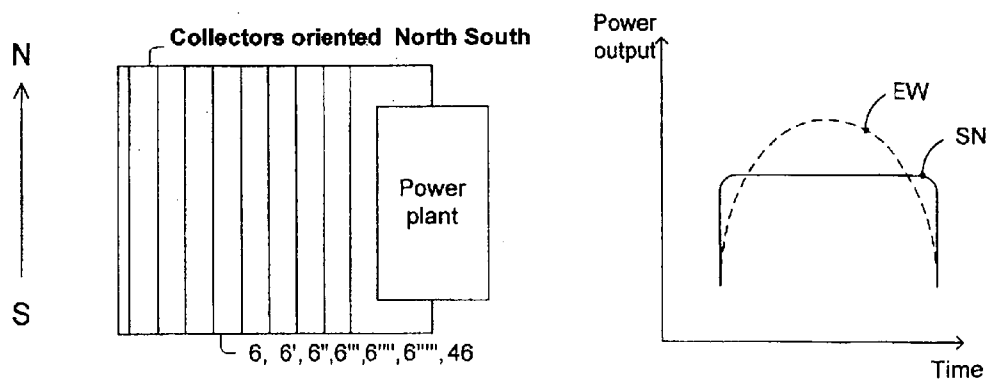 Collectors oriented North South
N
S
Power
plant
6, 6', 6",6"',6"",6""', 46
Power
output
EW
SN
Time